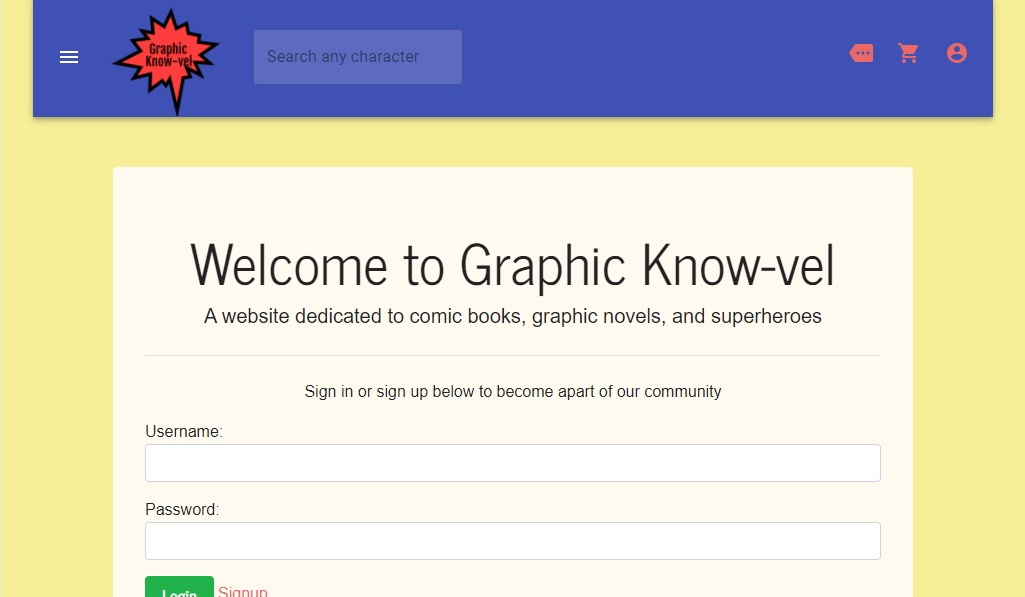 Graphic
Know-vel
Search any character
Welcome to Graphic Know-vel
A website dedicated to comic books, graphic novels, and superheroes
Sign in or sign up below to become apart of our community
Username:
Password:
Login Signup